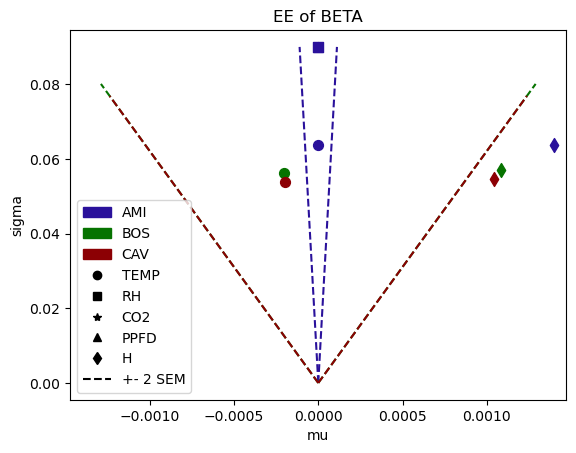 EE of BETA
sigma
0.08
0.06
0.04
0.02
0.00
AMI
BOS
CAV
TEMP
RH
CO2
PPFD
H
+- 2 SEM
−0.0010
−0.0005
0.0000
0.0005
0.0010
mu